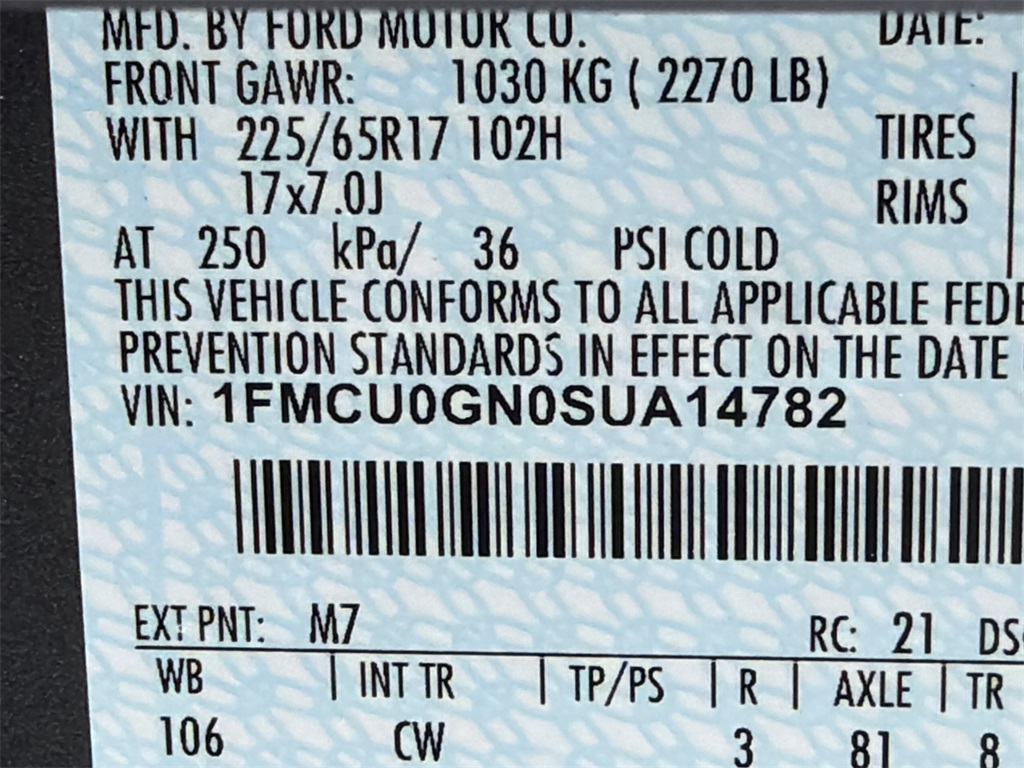 MFD. BY FORD MOTOR CO. DATE:
FRONT GAWR: 1030 KG ( 2270 LB)
WITH 225/65R17 102H TIRES
17x7.0J RIMS
AT 250 kPa/ 36 PSI COLD
THIS VEHICLE CONFORMS TO ALL APPLICABLE FEDE
PREVENTION STANDARDS IN EFFECT ON THE DATE
VIN: 1FMCU0GN0SUA14782
EXT PNT: M7 RC: 21 DS
WB | INT TR | TP/PS | R | AXLE | TR
106 CW 3 81 8